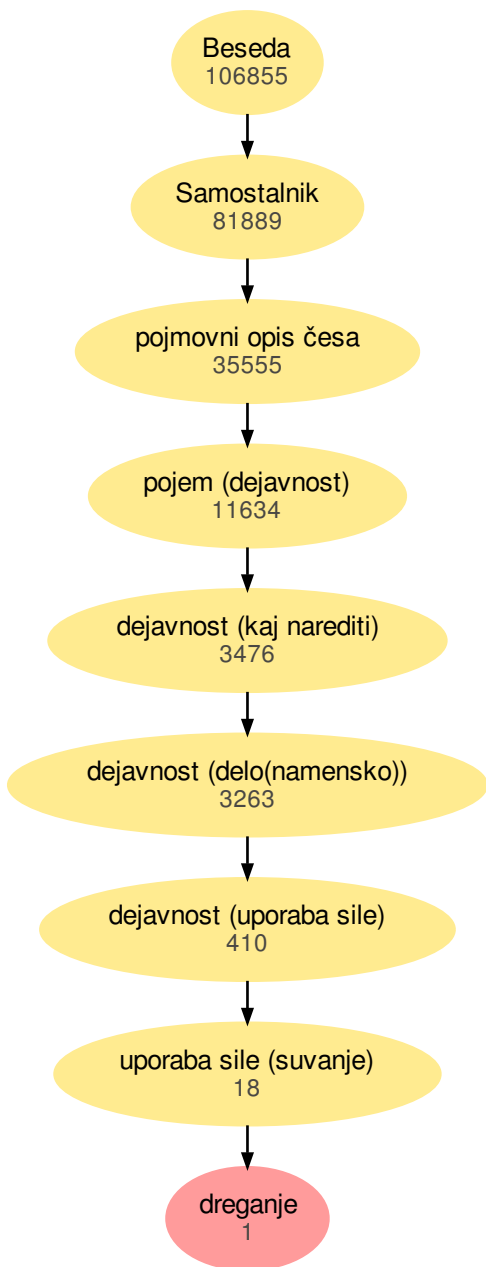 Beseda
106855
Samostalnik
81889
pojmovni opis česa
35555
pojem (dejavnost)
11634
dejavnost (kaj narediti)
3476
dejavnost (delo(namensko))
3263
dejavnost (uporaba sile)
410
uporaba sile (suvanje)
18
dreganje
1